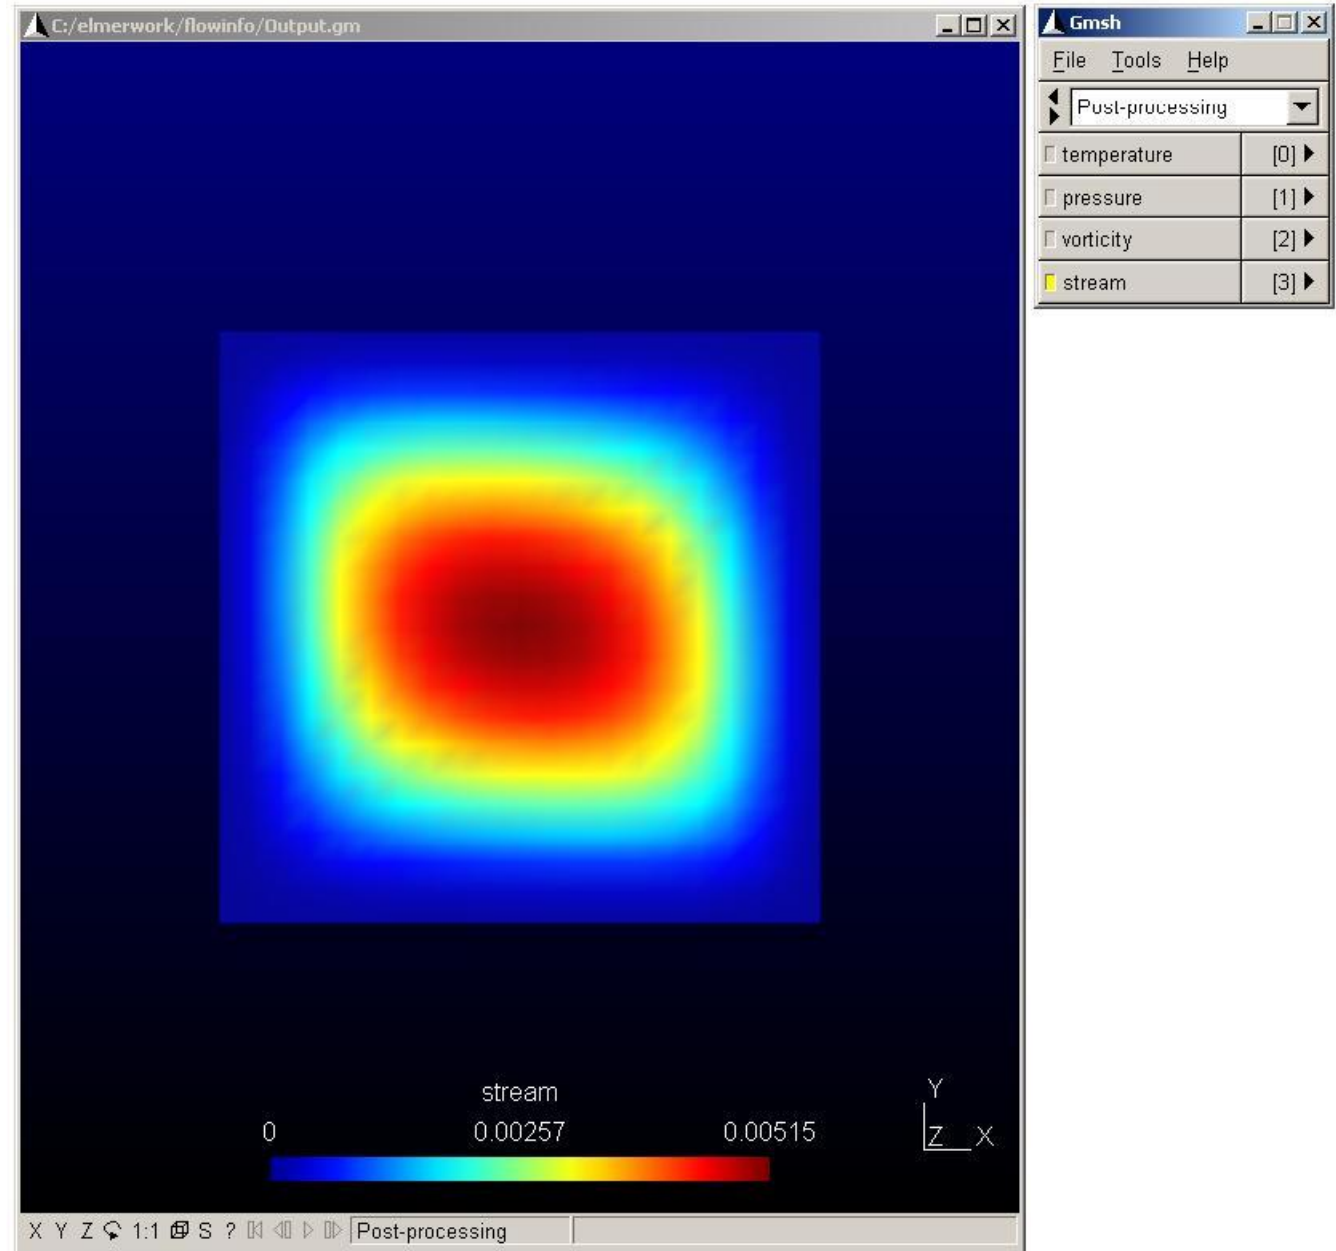 C:/elmerwork/flowinfo/Output.gm
Gmsh
File Tools Help
Post-processing
temperature [0]
pressure [1]
vorticity [2]
stream [3]
stream
0 0.00257 0.00515
Y
Z X
X Y Z 1:1 S ? Post-processing